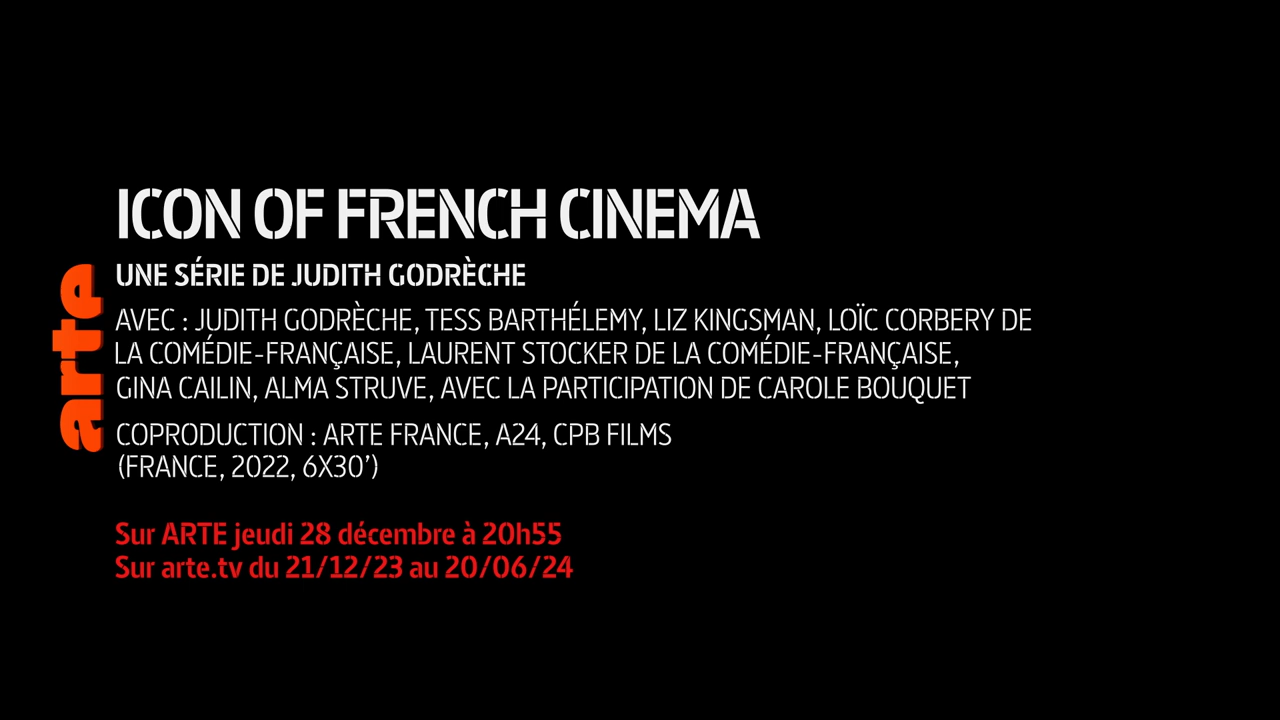 ICON OF FRENCH CINEMA
UNE SÉRIE DE JUDITH GODRÈCHE
AVEC : JUDITH GODRÈCHE, TESS BARTHÉLEMY, LIZ KINGSMAN, LOÏC CORBERY DE
LA COMÉDIE-FRANÇAISE, LAURENT STOCKER DE LA COMÉDIE-FRANÇAISE,
GINA CAILIN, ALMA STRUVE, AVEC LA PARTICIPATION DE CAROLE BOUQUET
arte
COPRODUCTION : ARTE FRANCE, A24, CPB FILMS
(FRANCE, 2022, 6X30’)
Sur ARTE jeudi 28 décembre à 20h55
Sur arte.tv du 21/12/23 au 20/06/24